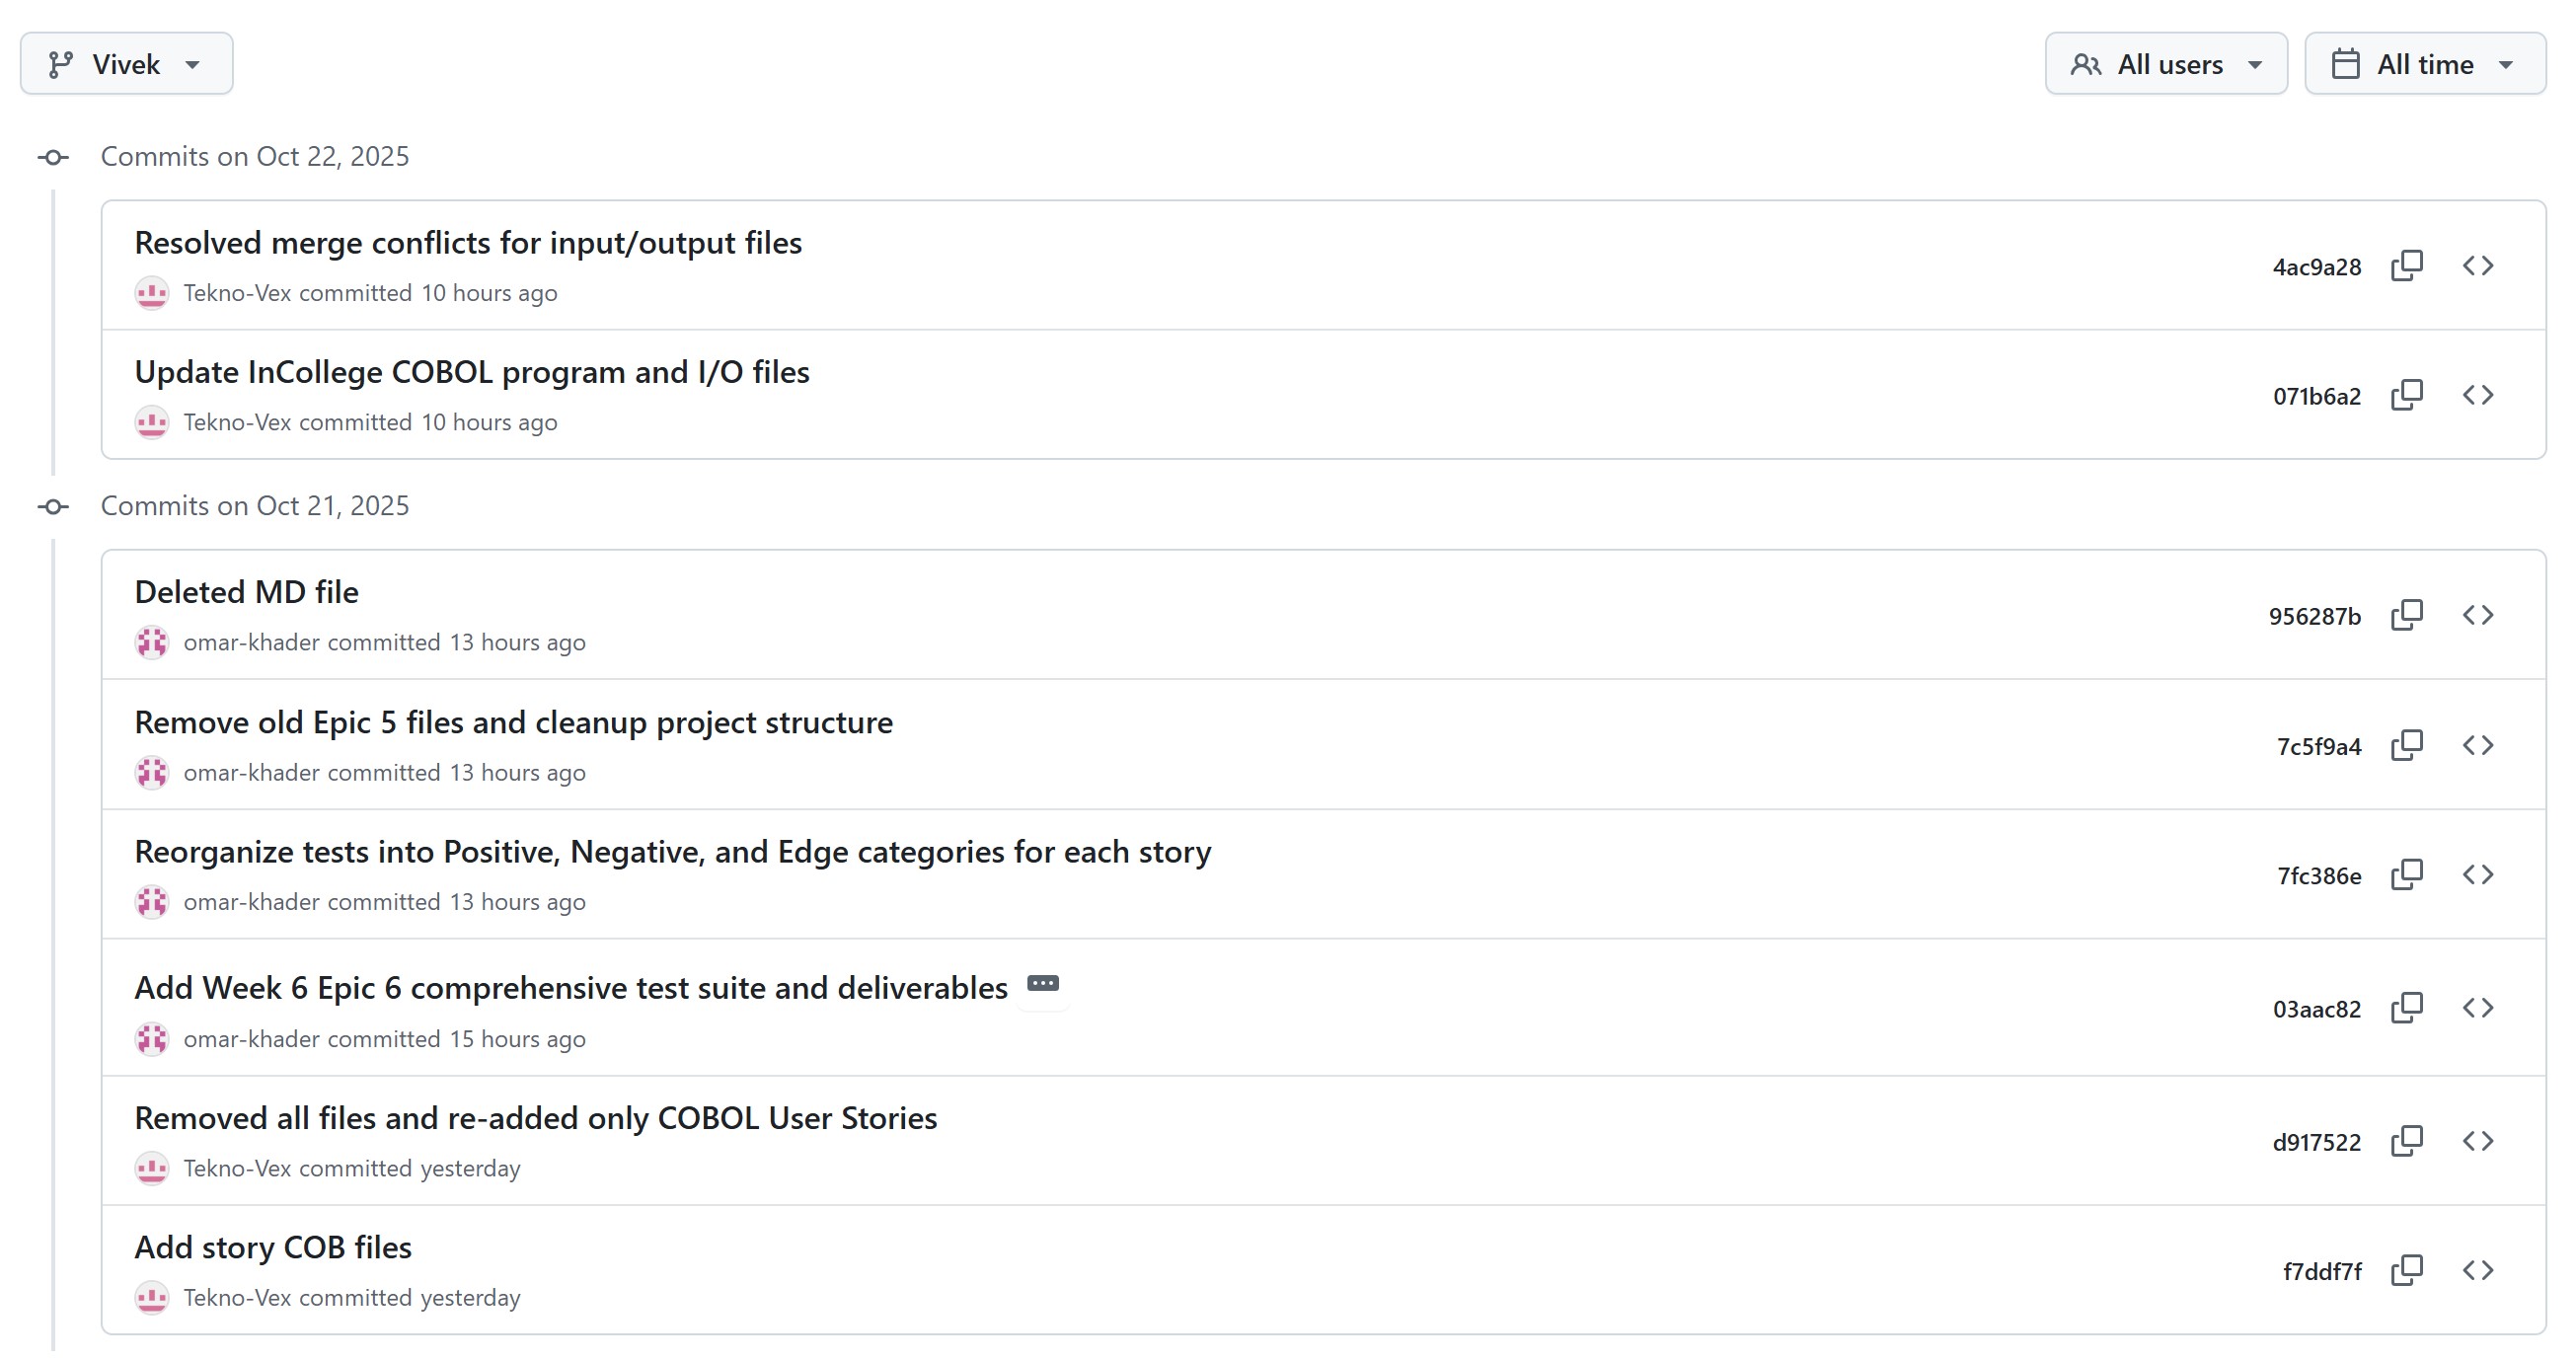 Vivek
All users
All time
Commits on Oct 22, 2025
Resolved merge conflicts for input/output files
Tekno-Vex committed 10 hours ago
4ac9a28
Update InCollege COBOL program and I/O files
Tekno-Vex committed 10 hours ago
071b6a2
Commits on Oct 21, 2025
Deleted MD file
omar-khader committed 13 hours ago
956287b
Remove old Epic 5 files and cleanup project structure
omar-khader committed 13 hours ago
7c5f9a4
Reorganize tests into Positive, Negative, and Edge categories for each story
omar-khader committed 13 hours ago
7fc386e
Add Week 6 Epic 6 comprehensive test suite and deliverables
omar-khader committed 15 hours ago
03aac82
Removed all files and re-added only COBOL User Stories
Tekno-Vex committed yesterday
d917522
Add story COB files
Tekno-Vex committed yesterday
f7ddf7f